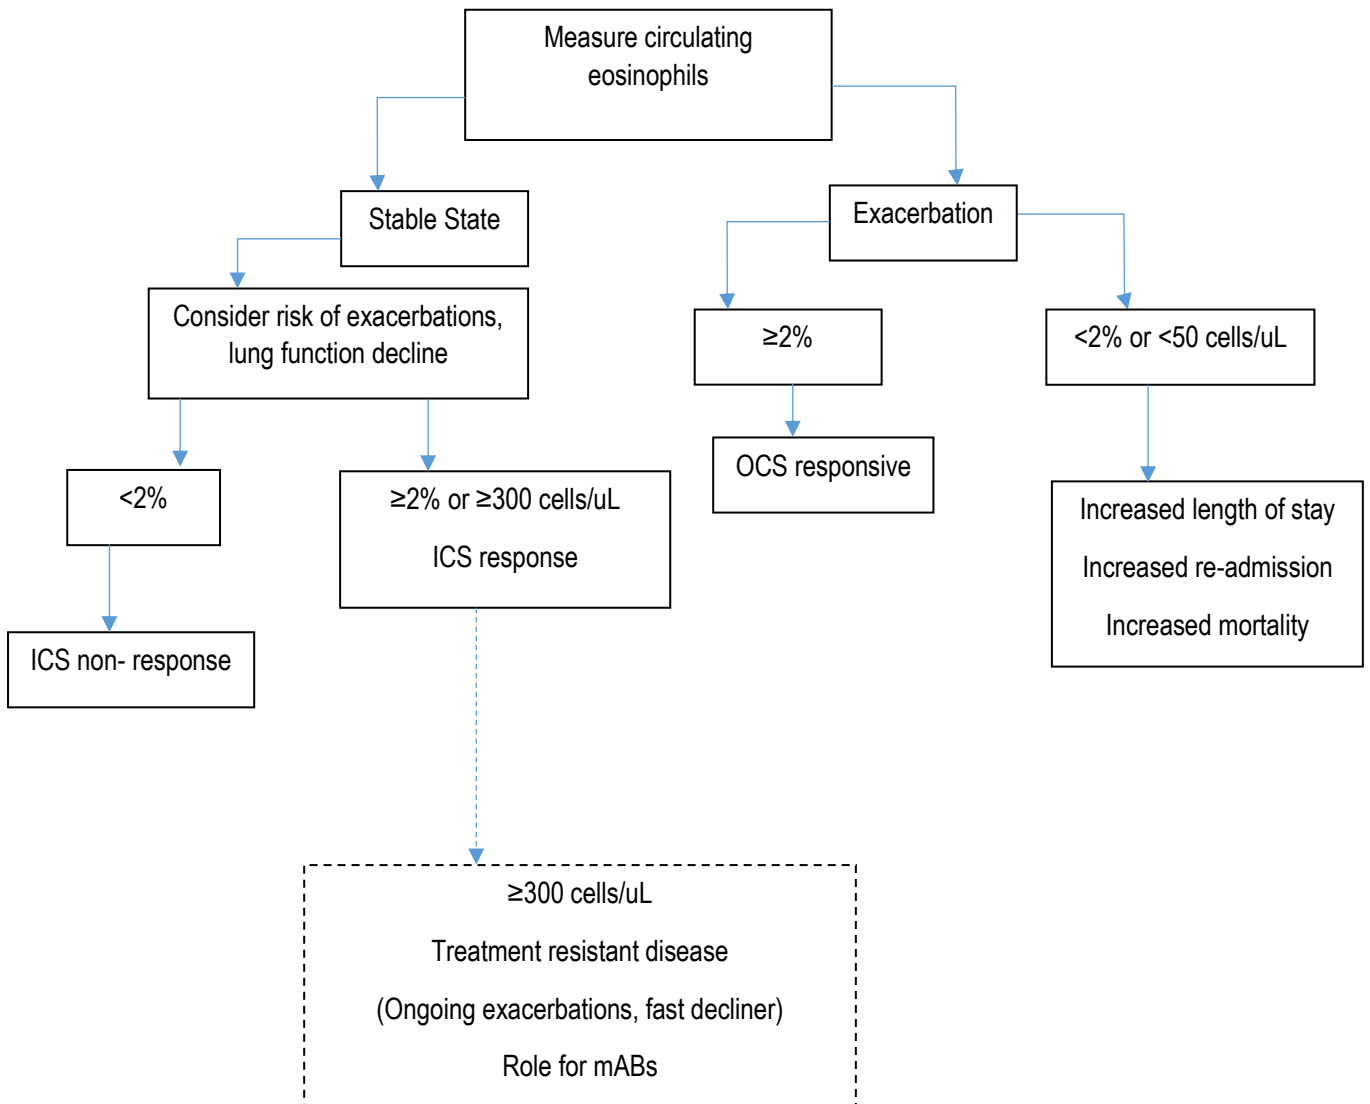 Measure circulating
eosinophils
Stable State
Exacerbation
Consider risk of exacerbations,
lung function decline
≥2%
<2% or <50 cells/uL
OCS responsive
<2%
≥2% or ≥300 cells/uL
ICS response
Increased length of stay
Increased re-admission
Increased mortality
ICS non- response
≥300 cells/uL
Treatment resistant disease
(Ongoing exacerbations, fast decliner)
Role for mABs